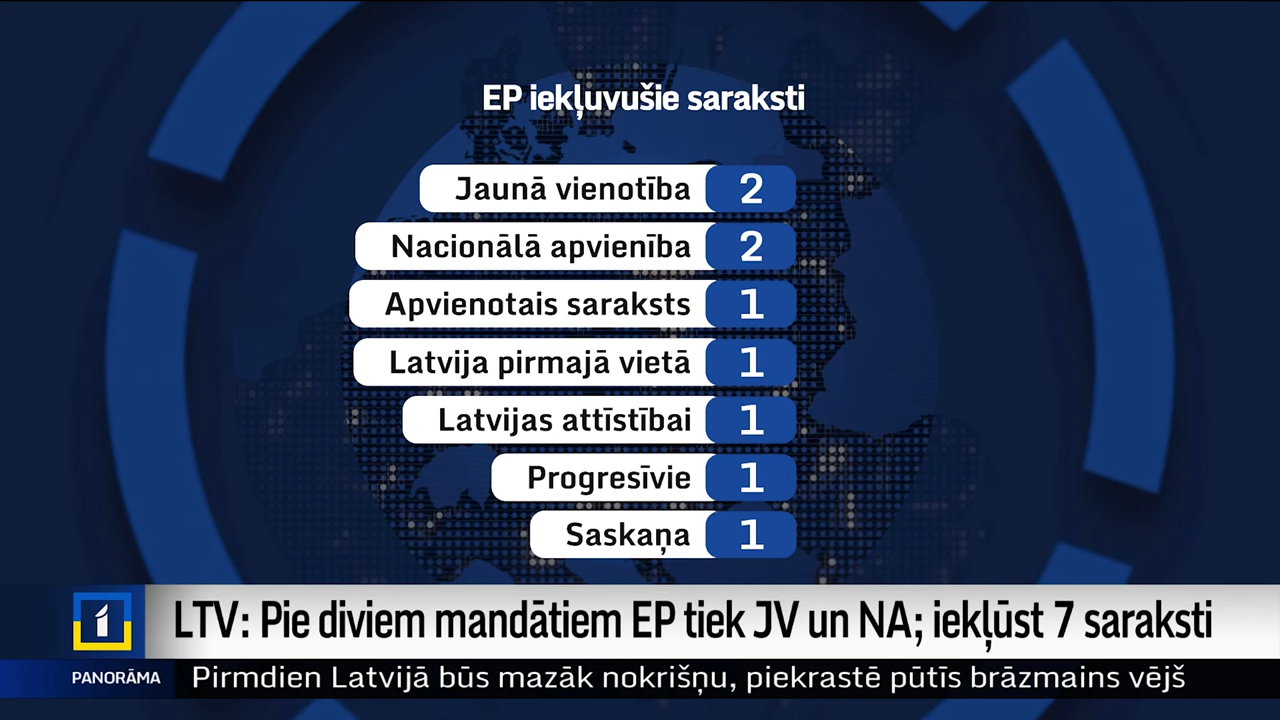 EP iekļuvušie saraksti
Jaunā vienotība 2
Nacionālā apvienība 2
Apvienotais saraksts 1
Latvija pirmajā vietā 1
Latvijas attīstībai 1
Progresīvie 1
Saskaņa 1
1 LTV: Pie diviem mandātiem EP tiek JV un NA; iekļūst 7 saraksti
PANORĀMA Pirmdien Latvijā būs mazāk nokrišņu, piekrastē pūtīs brāzmains vējš